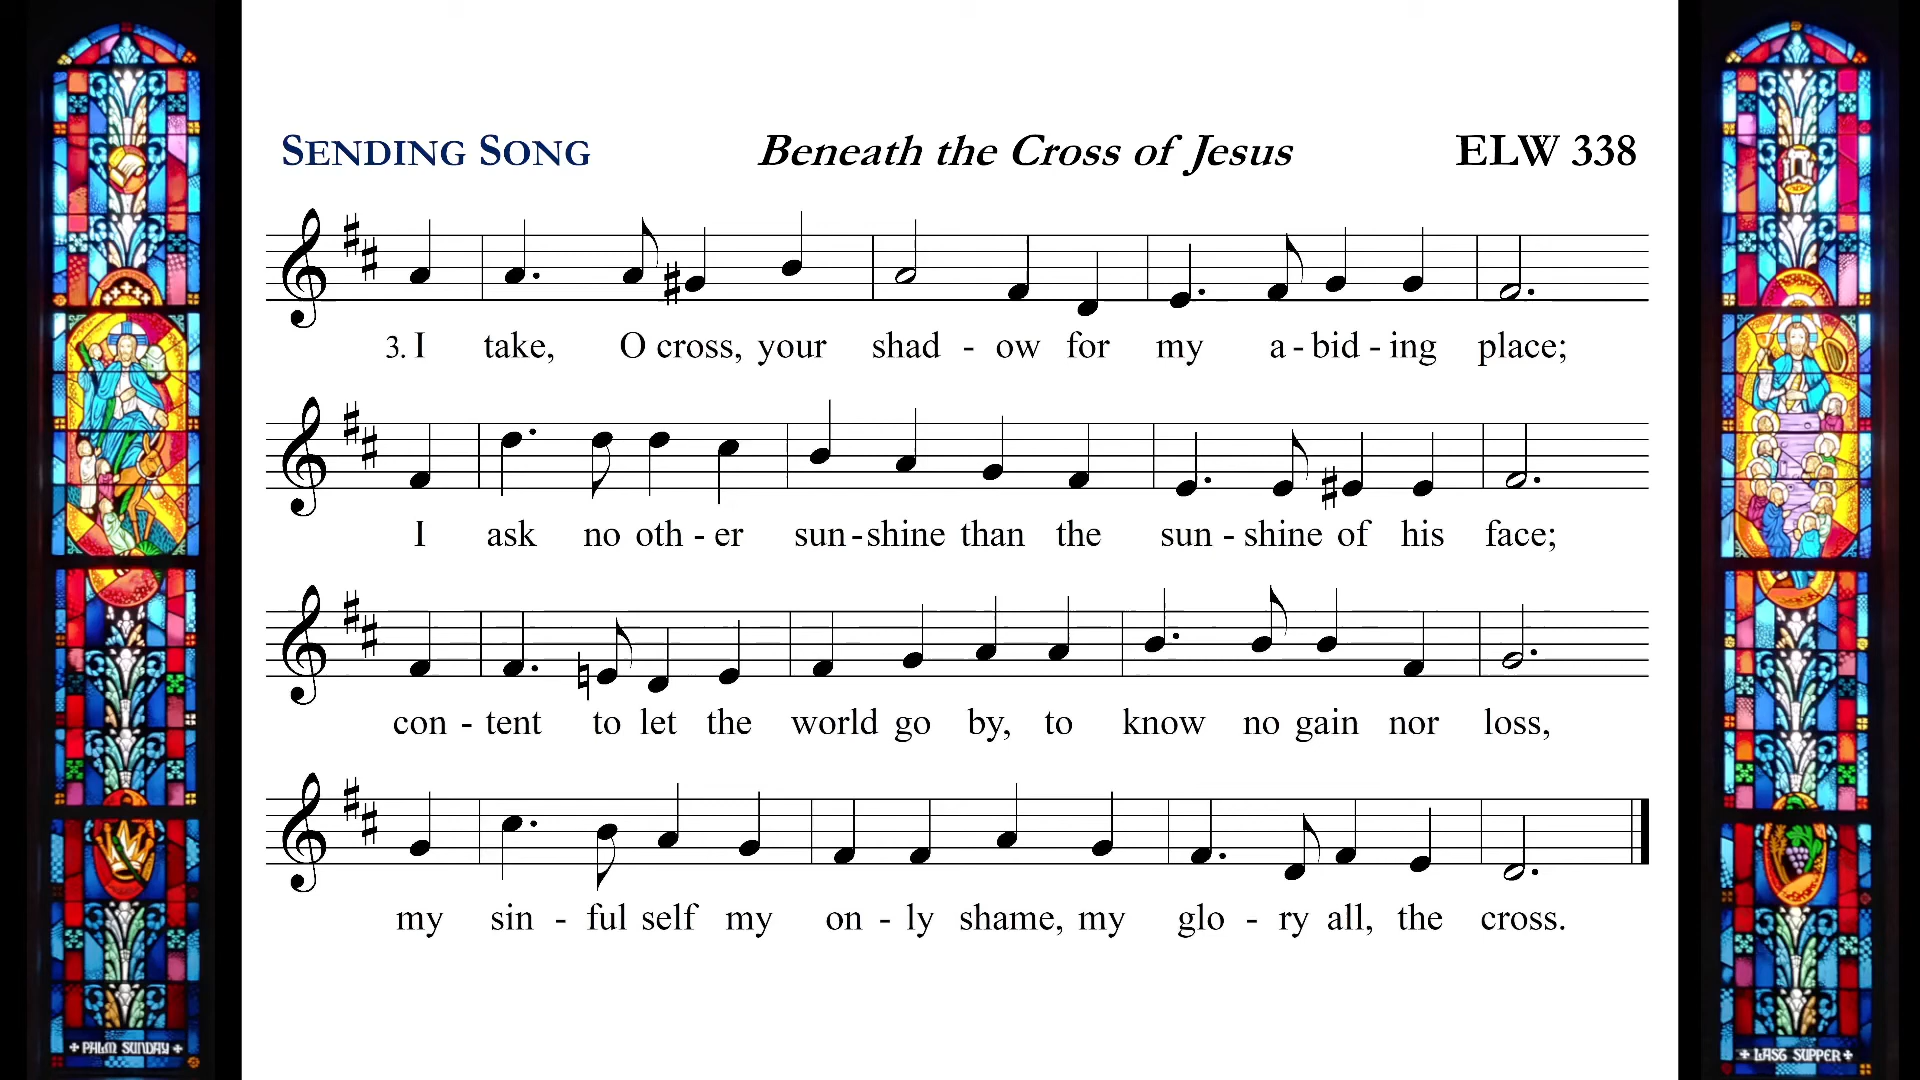 SENDING SONG Beneath the Cross of Jesus ELW 338
3. I take, O cross, your shad - ow for my a - bid - ing place;
I ask no oth - er sun - shine than the sun - shine of his face;
con - tent to let the world go by, to know no gain nor loss,
my sin - ful self my on - ly shame, my glo - ry all, the cross.
PALM SUNDAY
LAST SUPPER